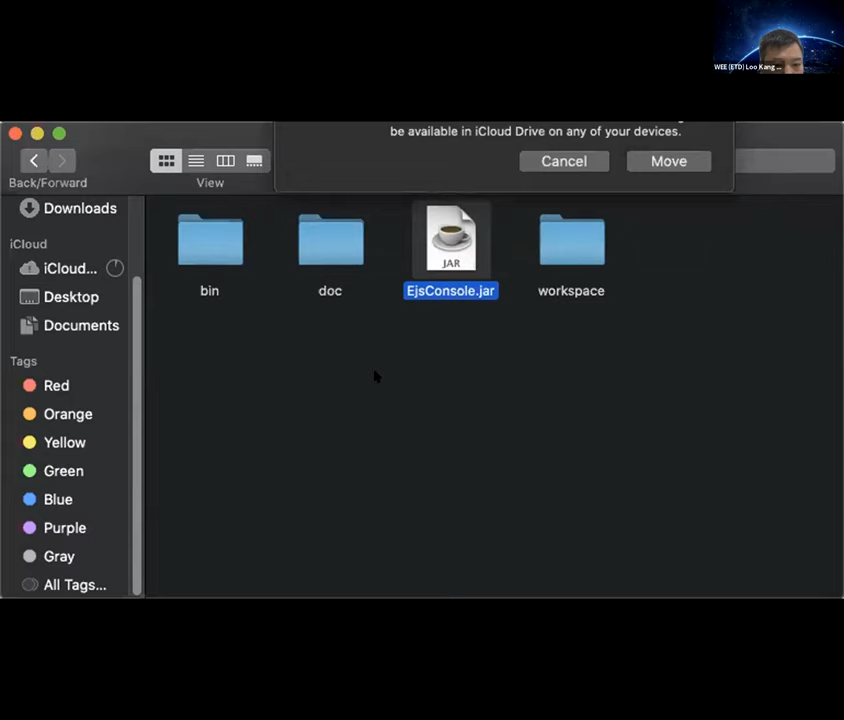 WEE (ETD) Loo Kang ...
be available in iCloud Drive on any of your devices.
Cancel
Move
Back/Forward
View
Downloads
iCloud
iCloud...
Desktop
Documents
Tags
Red
Orange
Yellow
Green
Blue
Purple
Gray
All Tags...
JAR
bin
doc
EjsConsole.jar
workspace